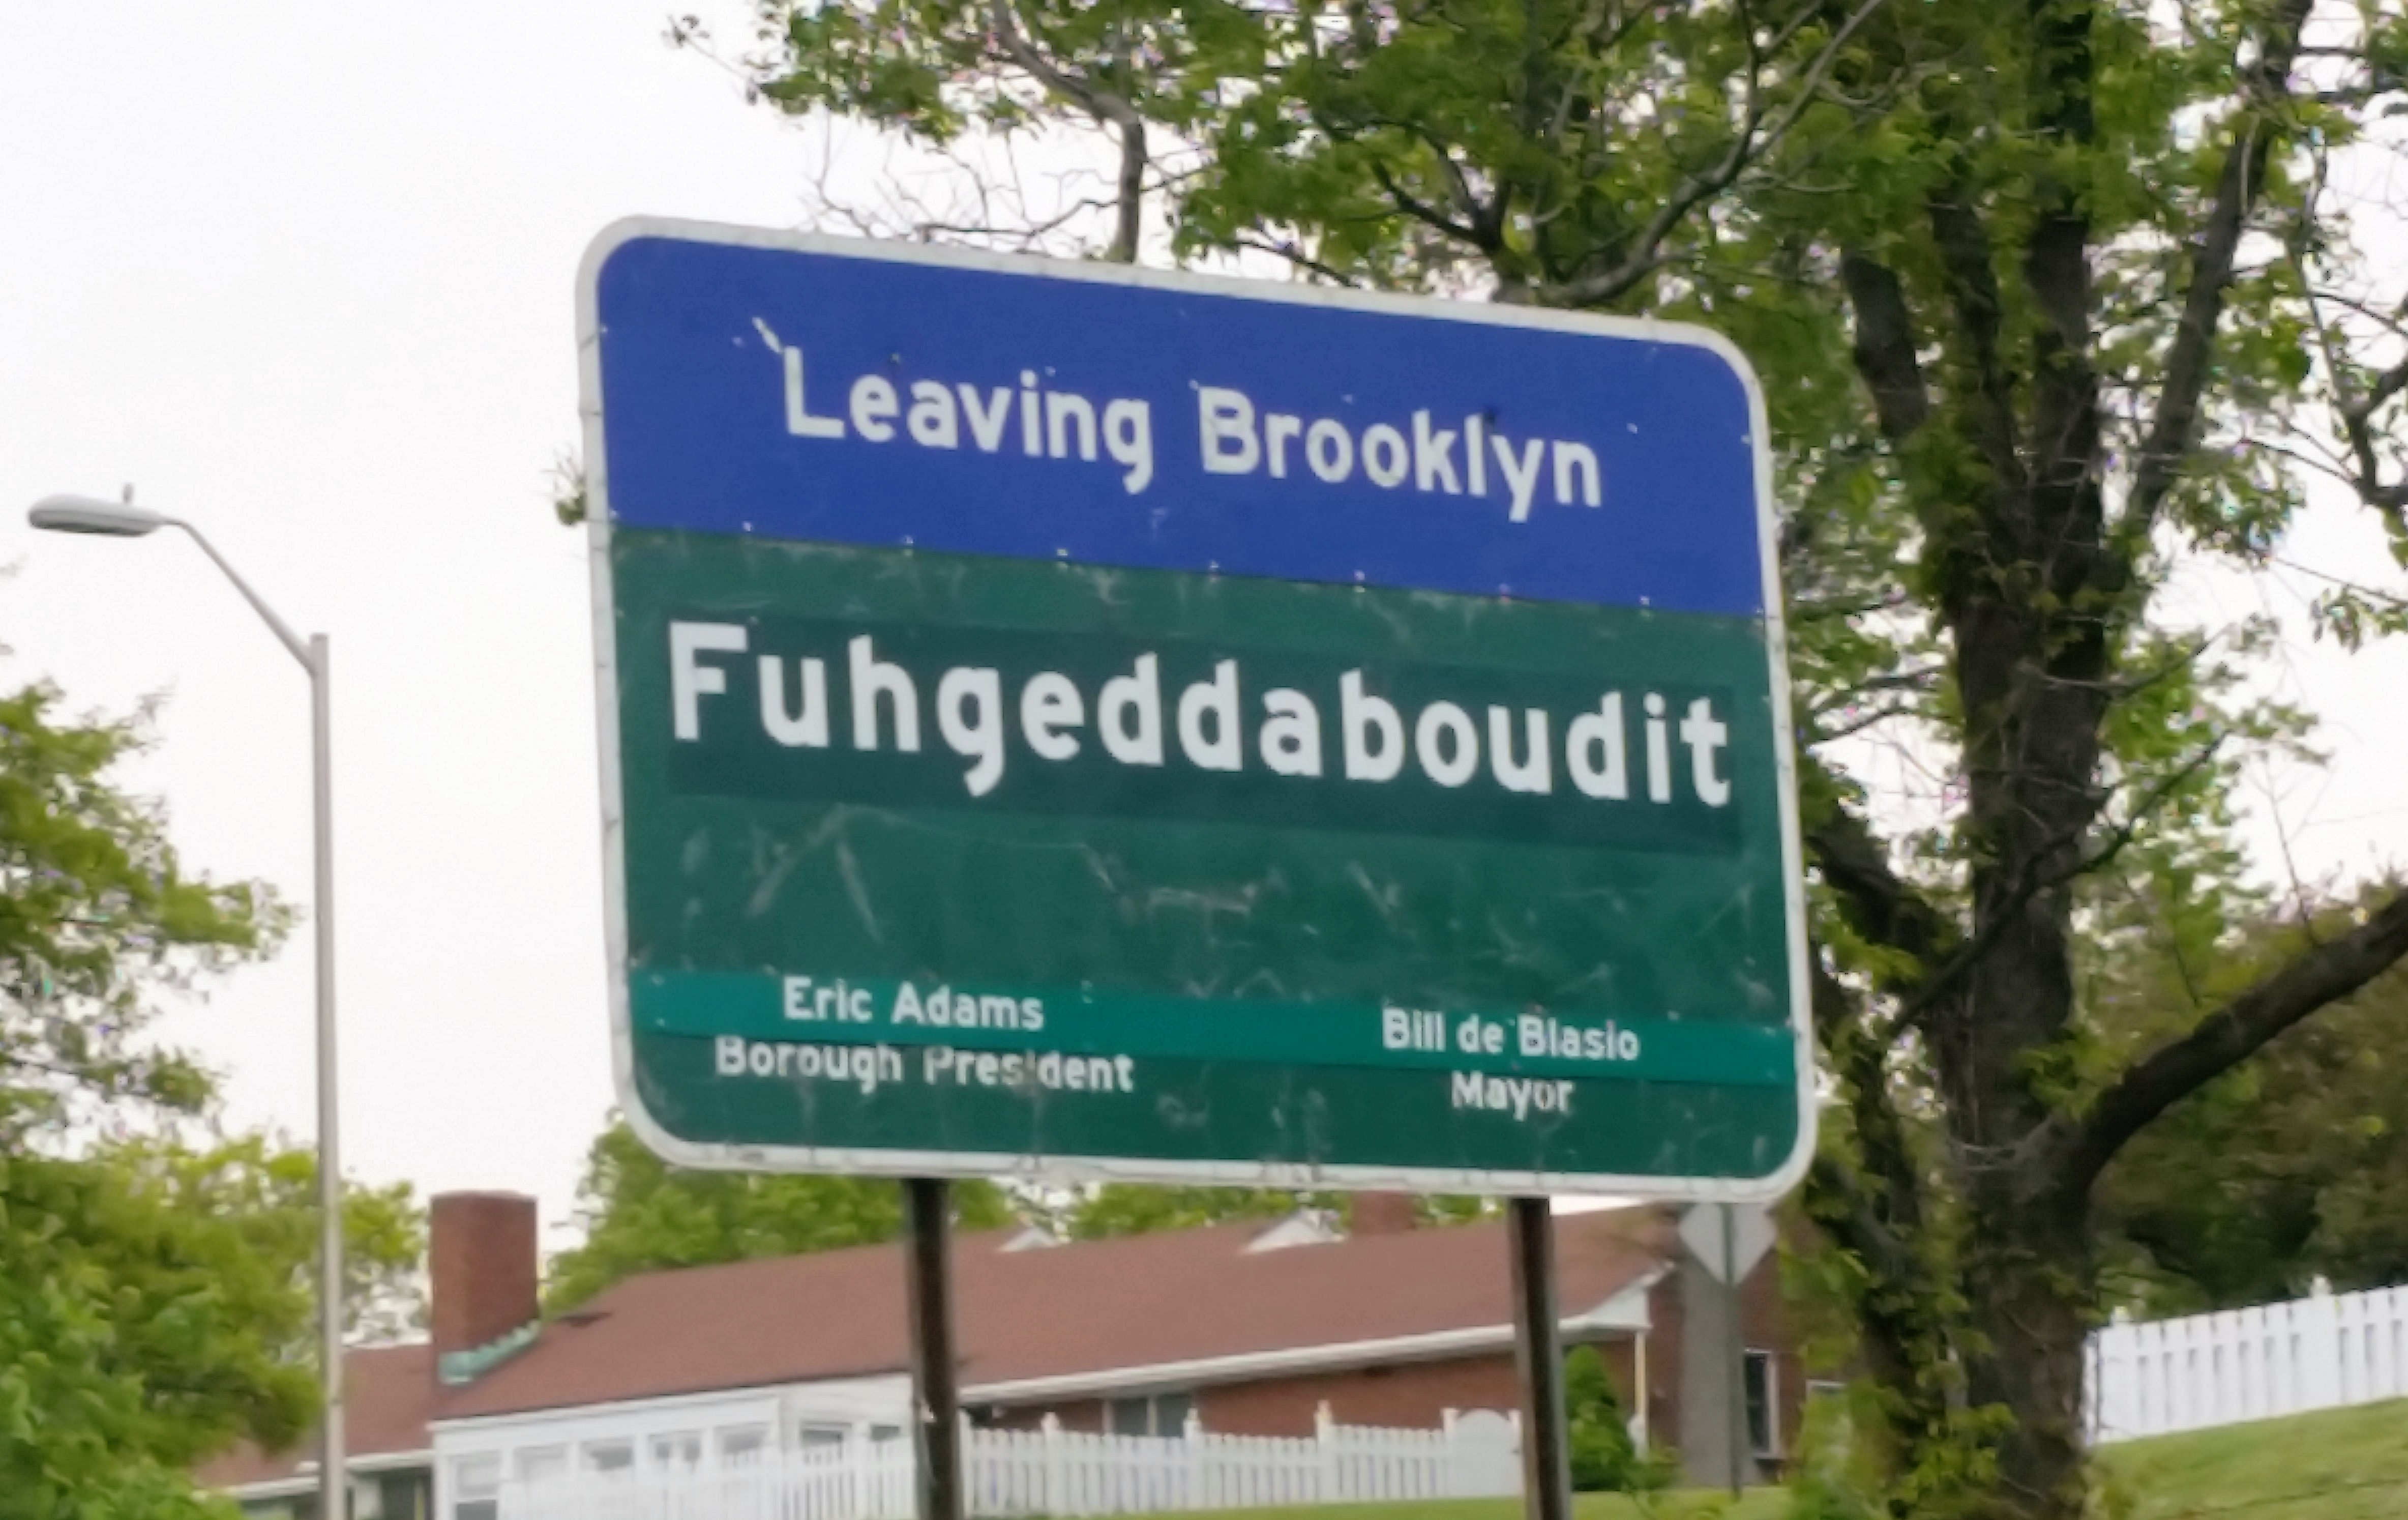 Leaving Brooklyn
Fuhgeddaboudit
Eric Adams
Borough President
Bill de Blasio
Mayor